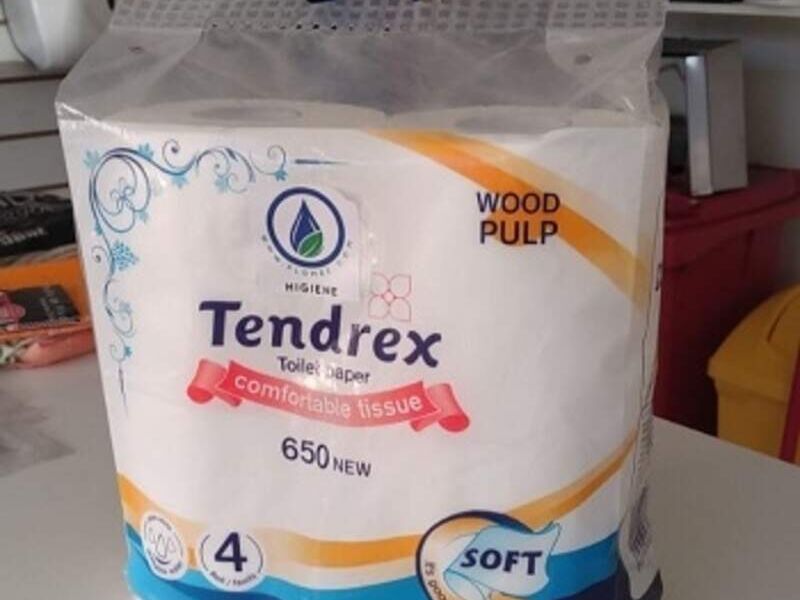 WOOD
PULP
HIGIENE
Tendrex
Toilet paper
comfortable tissue
650 NEW
4
SOFT